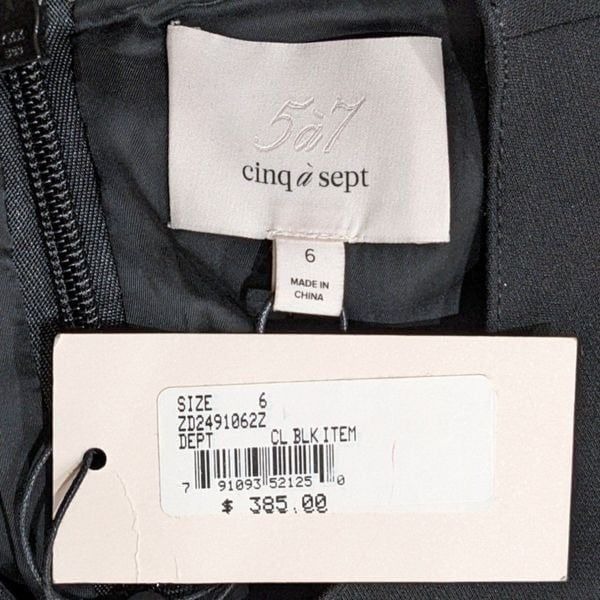 5à7
cinq à sept
6
MADE IN
CHINA
SIZE 6
ZD2491062Z
DEPT CL BLK ITEM
7 91093 52125 0
$ 385.00